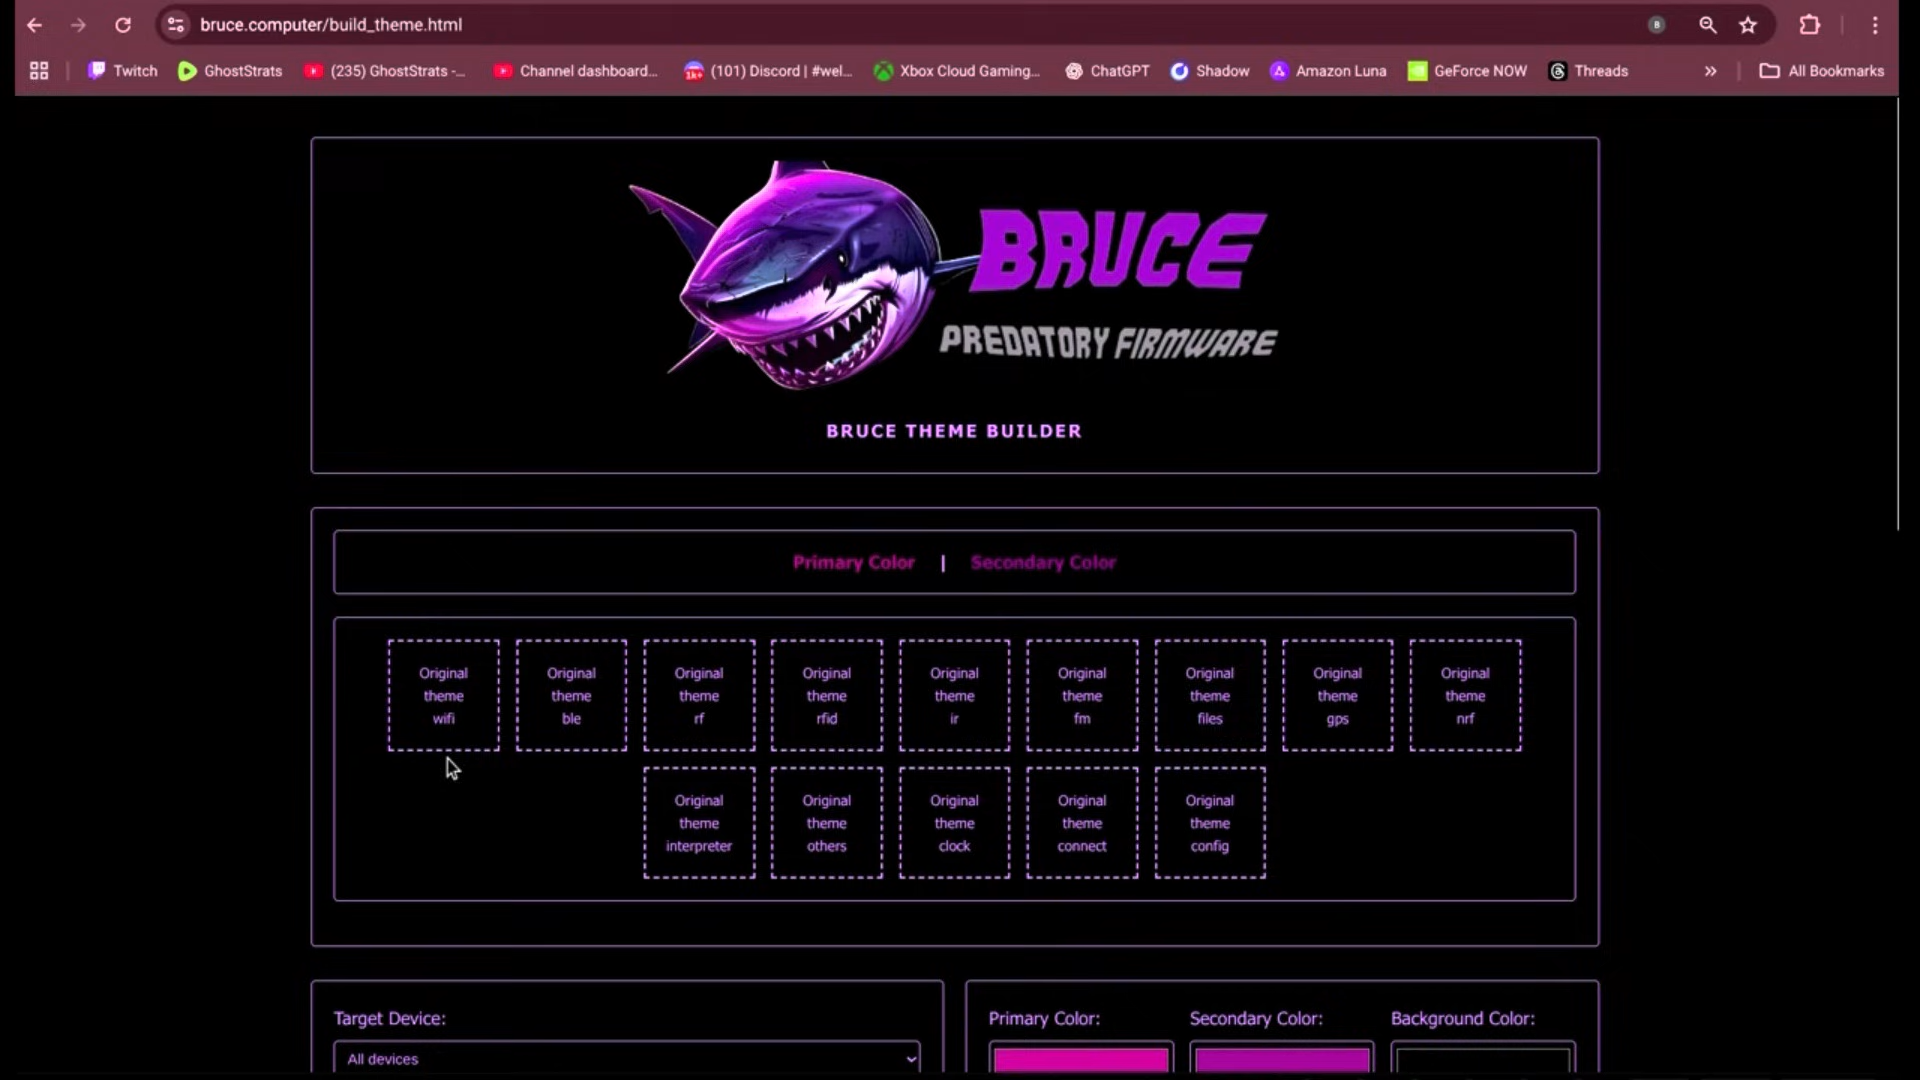 bruce.computer/build_theme.html
B
Twitch
GhostStrats
(235) GhostStrats -...
Channel dashboard...
1k+
(101) Discord | #wel...
Xbox Cloud Gaming...
ChatGPT
Shadow
Amazon Luna
GeForce NOW
Threads
»
All Bookmarks
BRUCE
PREDATORY FIRMWARE
BRUCE THEME BUILDER
Primary Color | Secondary Color
Original
theme
wifi
Original
theme
ble
Original
theme
rf
Original
theme
rfid
Original
theme
ir
Original
theme
fm
Original
theme
files
Original
theme
gps
Original
theme
nrf
Original
theme
interpreter
Original
theme
others
Original
theme
clock
Original
theme
connect
Original
theme
config
Target Device:
All devices
Primary Color:
Secondary Color:
Background Color: